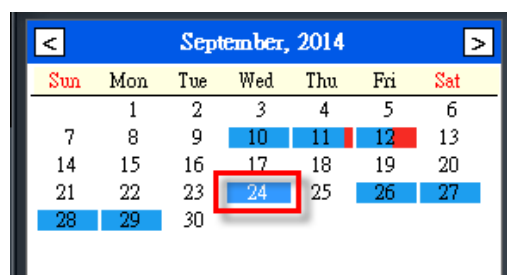 < September, 2014 >
Sun Mon Tue Wed Thu Fri Sat
1 2 3 4 5 6
7 8 9 10 11 12 13
14 15 16 17 18 19 20
21 22 23 24 25 26 27
28 29 30